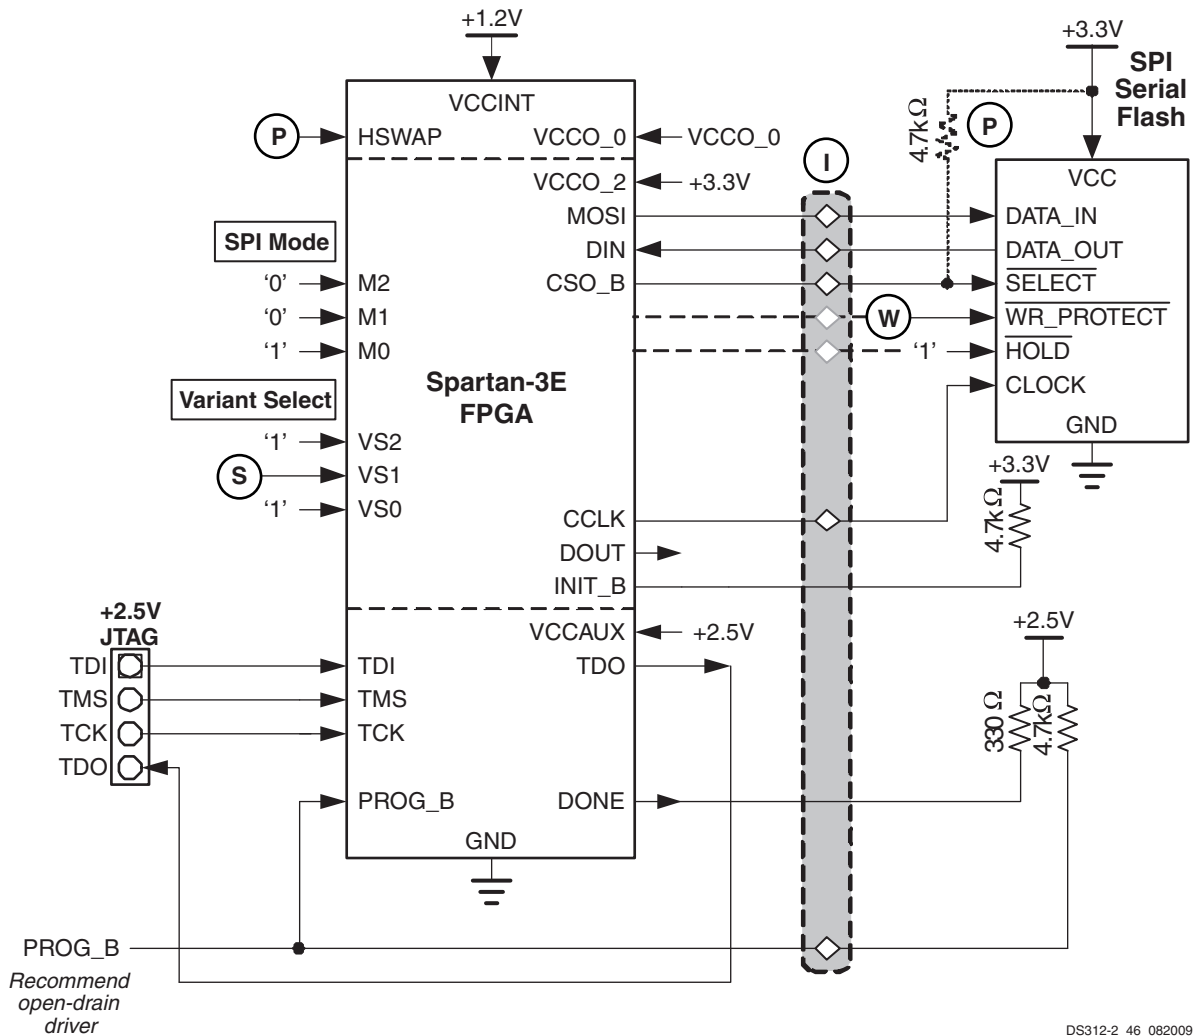 +1.2V
+3.3V
SPI
Serial
Flash
P
4.7kΩ
VCCINT
P
HSWAP
VCCO_0
VCCO_0
I
VCC
VCCO_2
+3.3V
MOSI
DATA_IN
SPI Mode
DIN
DATA_OUT
'0'
M2
CSO_B
SELECT
'0'
M1
W
WR_PROTECT
'1'
M0
'1'
HOLD
Spartan-3E
FPGA
CLOCK
Variant Select
GND
'1'
VS2
S
VS1
+3.3V
'1'
VS0
4.7kΩ
CCLK
DOUT
INIT_B
+2.5V
JTAG
VCCAUX
+2.5V
+2.5V
TDI
TDI
TDO
TMS
TMS
TCK
TCK
330 Ω
4.7kΩ
TDO
PROG_B
DONE
GND
PROG_B
Recommend
open-drain
driver
DS312-2_46_082009